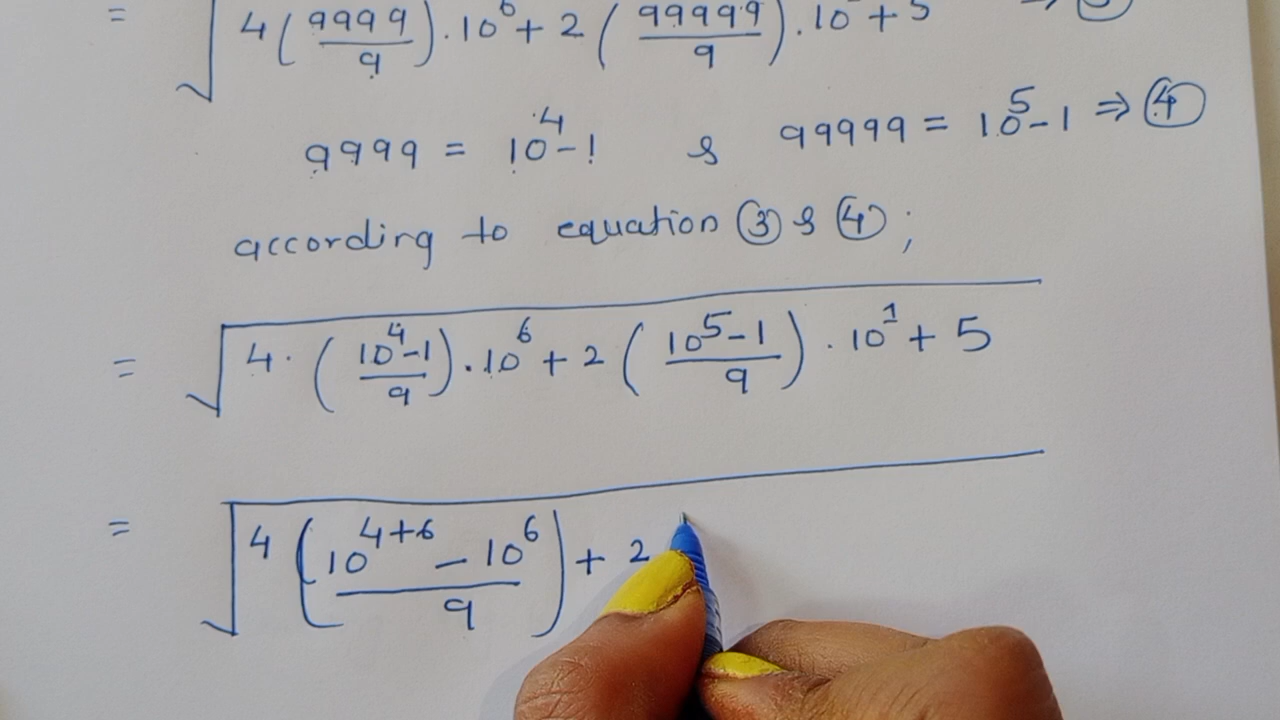 = √4(9999/9).10⁶ + 2(99999/9).10 + 5 ⇒ ③
9999 = 10⁴-1 & 99999 = 10⁵-1 ⇒ ④
according to equation ③ & ④ ;
= √4.(10⁴-1/9).10⁶ + 2(10⁵-1/9).10¹ + 5
= √4(10⁴⁺⁶ - 10⁶/9) + 2